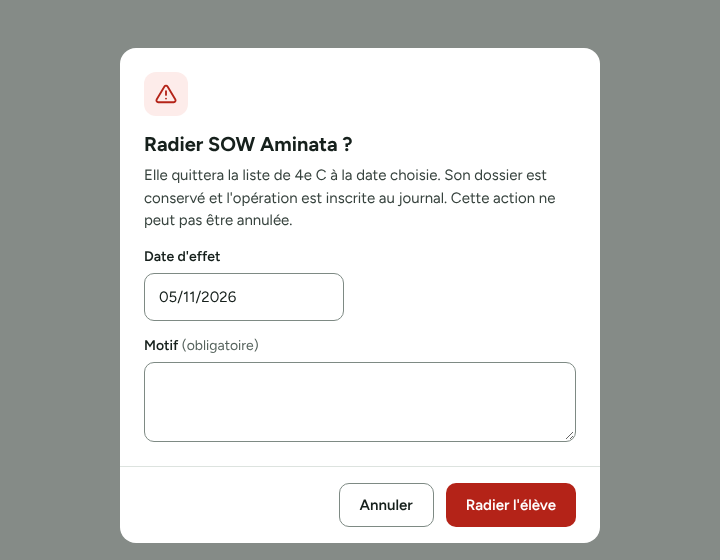 Radier SOW Aminata ?
Elle quittera la liste de 4e C à la date choisie. Son dossier est
conservé et l'opération est inscrite au journal. Cette action ne
peut pas être annulée.
Date d'effet
05/11/2026
Motif (obligatoire)
Annuler
Radier l'élève